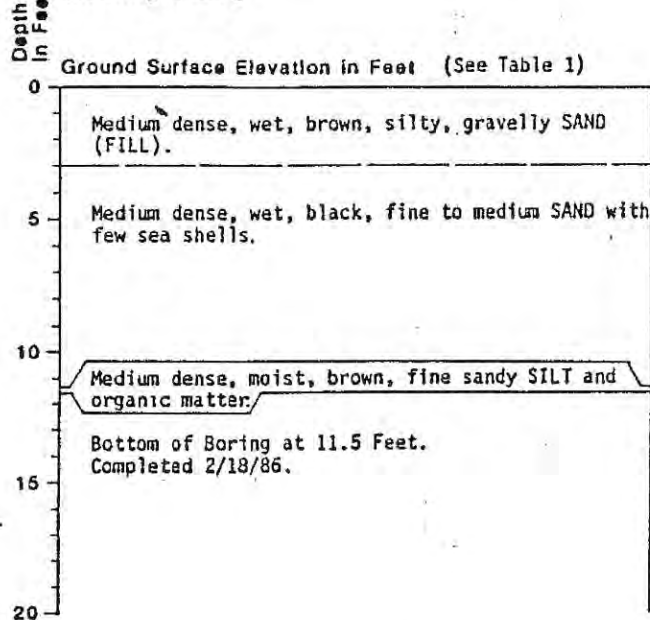 Depth
In Feet
Ground Surface Elevation in Feet (See Table 1)
0
Medium dense, wet, brown, silty, gravelly SAND
(FILL).
5
Medium dense, wet, black, fine to medium SAND with
few sea shells.
10
Medium dense, moist, brown, fine sandy SILT and
organic matter.
Bottom of Boring at 11.5 Feet.
Completed 2/18/86.
15
20